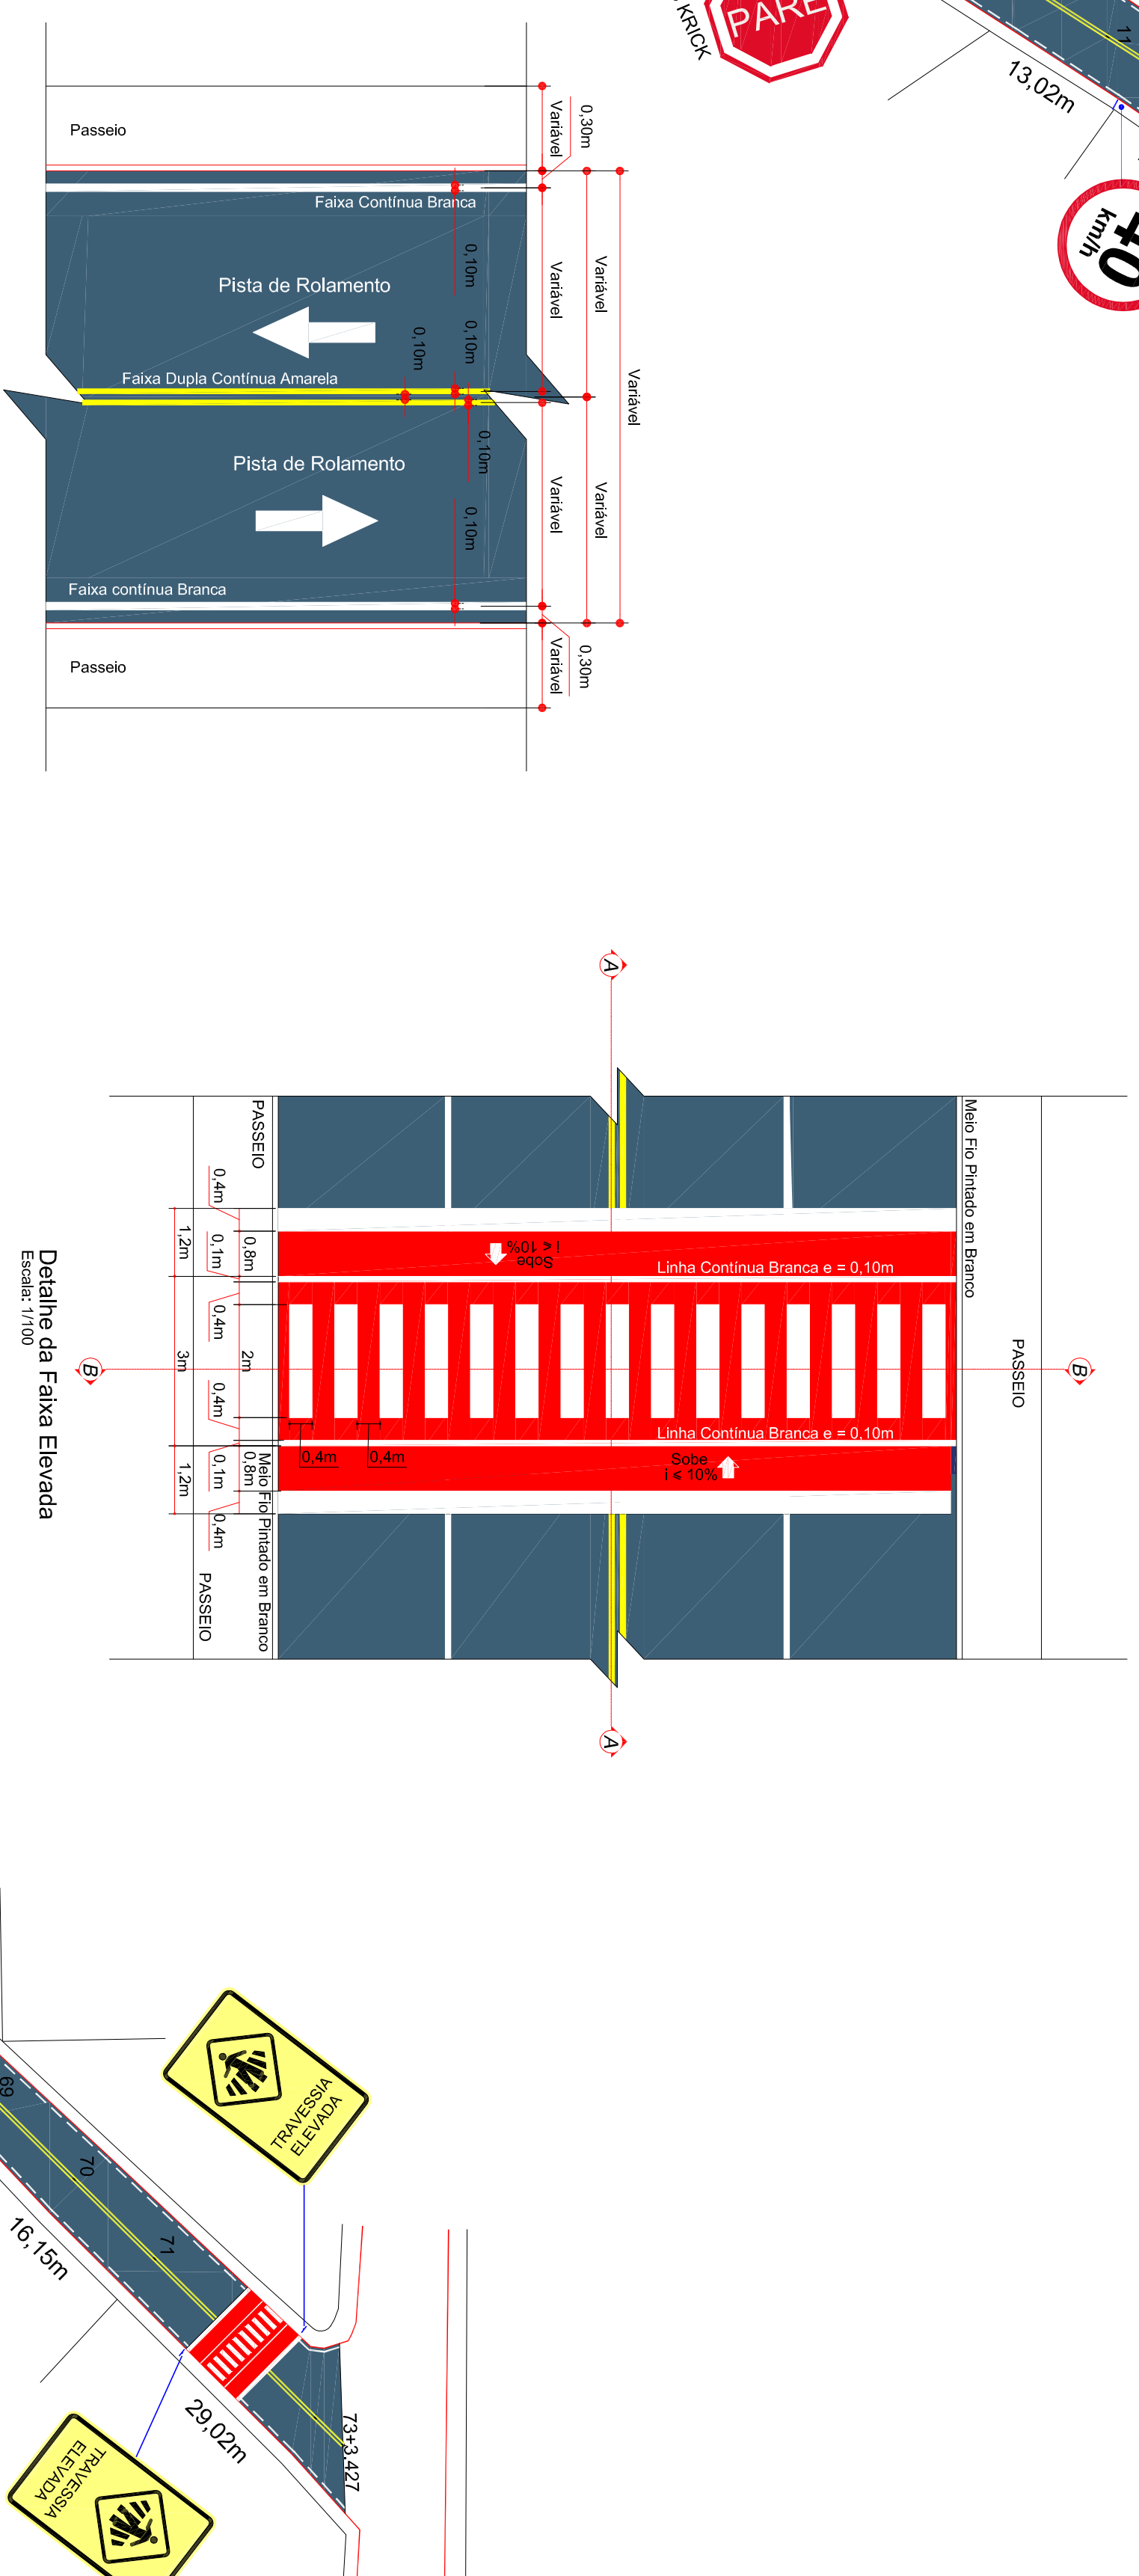 KRICK
PARE
13,02m
11
40
km/h
Passeio
Variável
0,30m
Faixa Contínua Branca
0,10m
Variável
Variável
Pista de Rolamento
0,10m
0,10m
Faixa Dupla Contínua Amarela
Variável
0,10m
Pista de Rolamento
Variável
Variável
0,10m
Faixa contínua Branca
Passeio
Variável
0,30m
A
PASSEIO
Meio Fio Pintado em Branco
0,4m
1,2m
0,1m
0,8m
Sobe
i ⩽ 10%
Linha Contínua Branca e = 0,10m
0,4m
3m
2m
B
B
PASSEIO
0,4m
Linha Contínua Branca e = 0,10m
0,4m
0,4m
Sobe
i ⩽ 10%
1,2m
0,1m
0,8m
0,4m
Meio Fio Pintado em Branco
PASSEIO
A
Detalhe da Faixa Elevada
Escala: 1/100
TRAVESSIA
ELEVADA
69
70
71
16,15m
29,02m
73+3.427
TRAVESSIA
ELEVADA